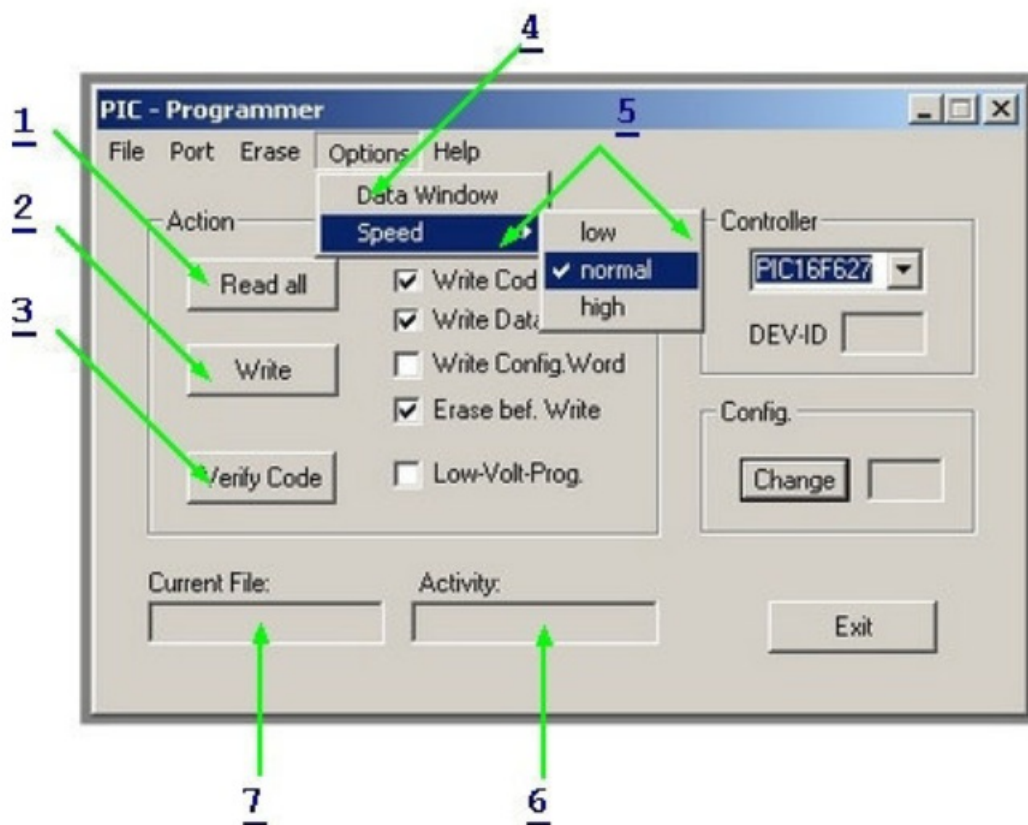 4
PIC - Programmer
5
1
File Port Erase Options Help
2
Data Window
Action
Speed
low
Controller
Read all
Write Cod
normal
PIC16F627
3
Write Data
high
DEV-ID
Write
Write Config.Word
Erase bef. Write
Config.
Verify Code
Low-Volt-Prog.
Change
Current File:
Activity:
Exit
7
6